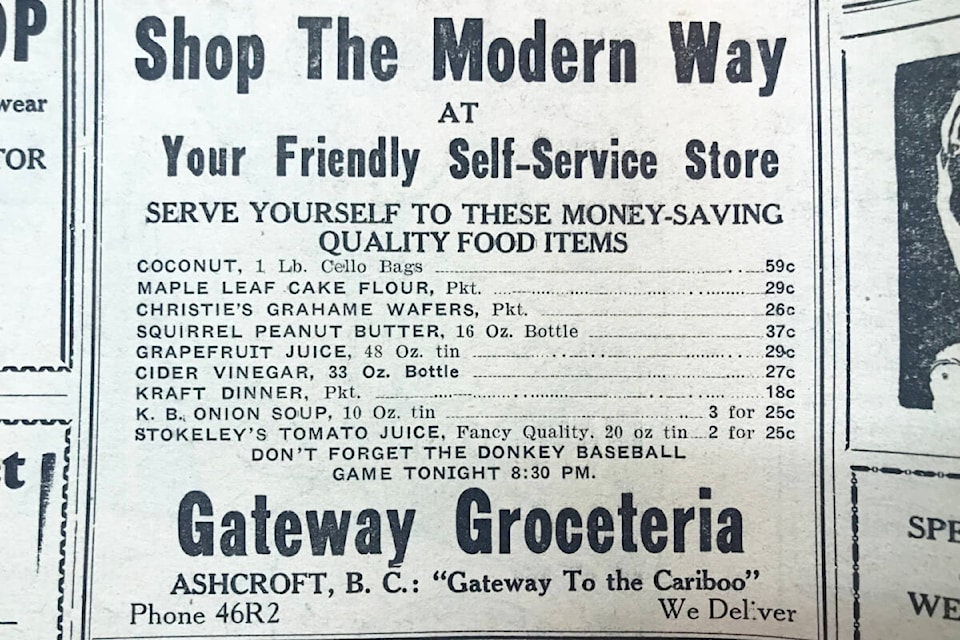 Shop The Modern Way
AT
Your Friendly Self-Service Store
SERVE YOURSELF TO THESE MONEY-SAVING
QUALITY FOOD ITEMS
COCONUT, 1 Lb. Cello Bags 59c
MAPLE LEAF CAKE FLOUR, Pkt. 29c
CHRISTIE'S GRAHAME WAFERS, Pkt. 26c
SQUIRREL PEANUT BUTTER, 16 Oz. Bottle 37c
GRAPEFRUIT JUICE, 48 Oz. tin 29c
CIDER VINEGAR, 33 Oz. Bottle 27c
KRAFT DINNER, Pkt. 18c
K. B. ONION SOUP, 10 Oz. tin 3 for 25c
STOKELEY'S TOMATO JUICE, Fancy Quality. 20 oz tin 2 for 25c
DON'T FORGET THE DONKEY BASEBALL
GAME TONIGHT 8:30 PM.
Gateway Groceteria
ASHCROFT, B. C.: "Gateway To the Cariboo"
Phone 46R2 We Deliver
wear
TOR
SPE
WE